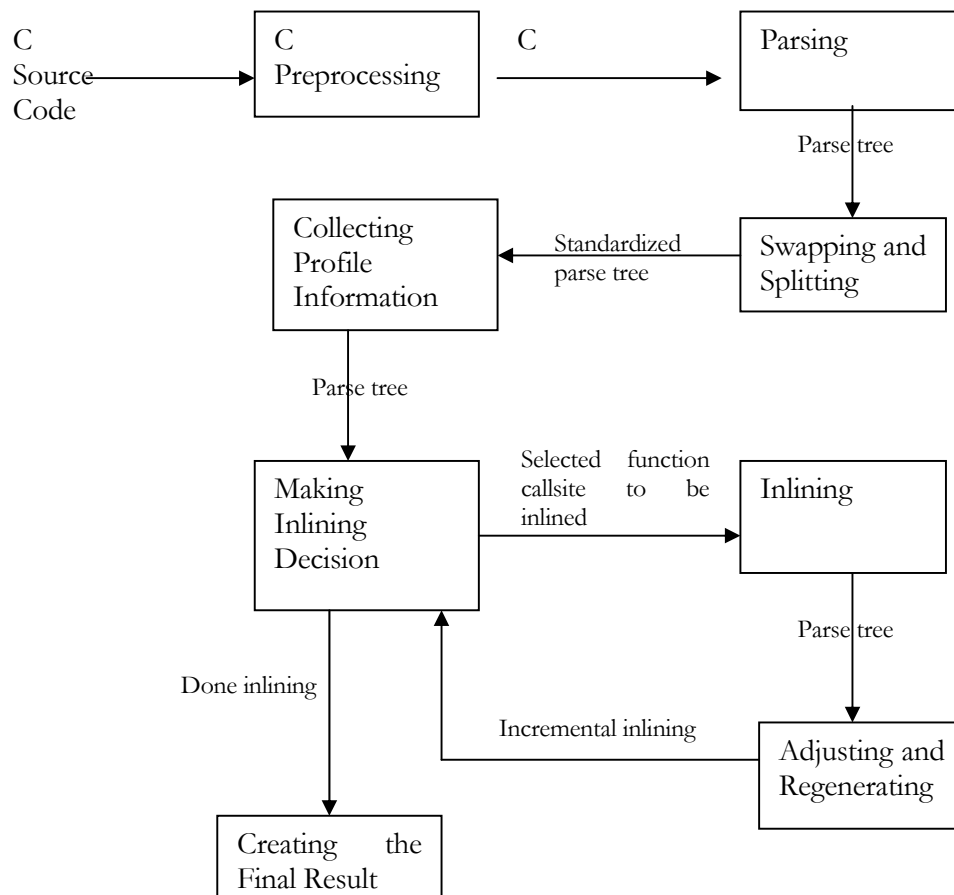 C
Source
Code
C
Preprocessing
C
Parsing
Parse tree
Swapping and
Splitting
Standardized
parse tree
Collecting
Profile
Information
Parse tree
Making
Inlining
Decision
Selected function
callsite to be
inlined
Inlining
Parse tree
Adjusting and
Regenerating
Incremental inlining
Done inlining
Creating the
Final Result